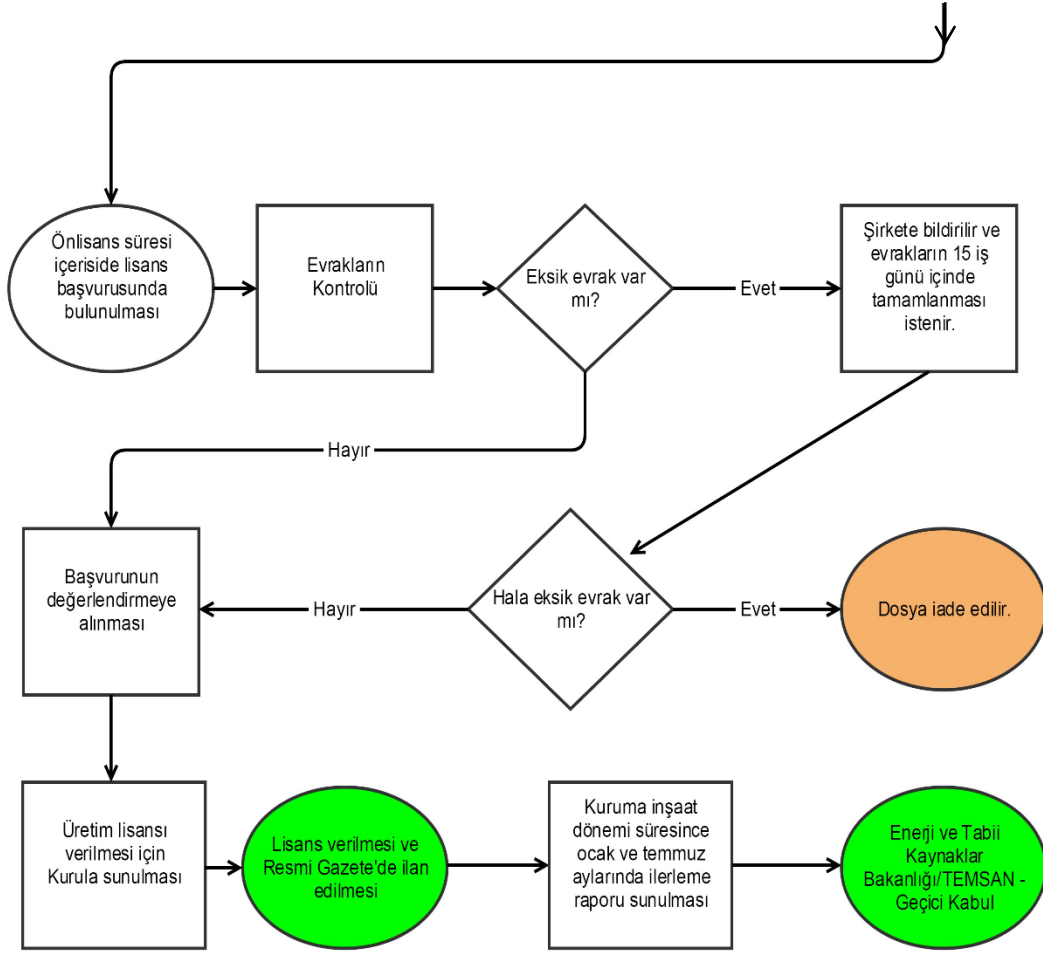 Önlisans süresi
içeriside lisans
başvurusunda
bulunulması
Evrakların
Kontrolü
Eksik evrak var
mı?
Evet
Şirkete bildirilir ve
evrakların 15 iş
günü içinde
tamamlanması
istenir.
Hayır
Başvurunun
değerlendirmeye
alınması
Hayır
Hala eksik evrak var
mı?
Evet
Dosya iade edilir.
Üretim lisansı
verilmesi için
Kurula sunulması
Lisans verilmesi ve
Resmi Gazete'de ilan
edilmesi
Kuruma inşaat
dönemi süresince
ocak ve temmuz
aylarında ilerleme
raporu sunulması
Enerji ve Tabii
Kaynaklar
Bakanlığı/TEMSAN -
Geçici Kabul